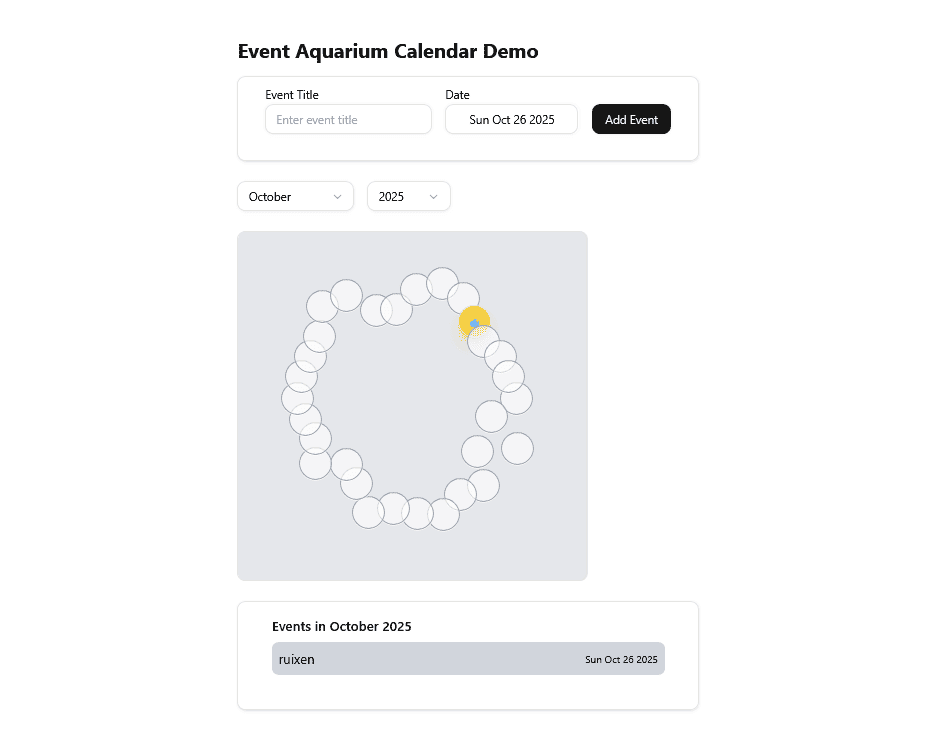 Event Aquarium Calendar Demo
Event Title
Date
Enter event title
Sun Oct 26 2025
Add Event
October
2025
Events in October 2025
ruixen
Sun Oct 26 2025